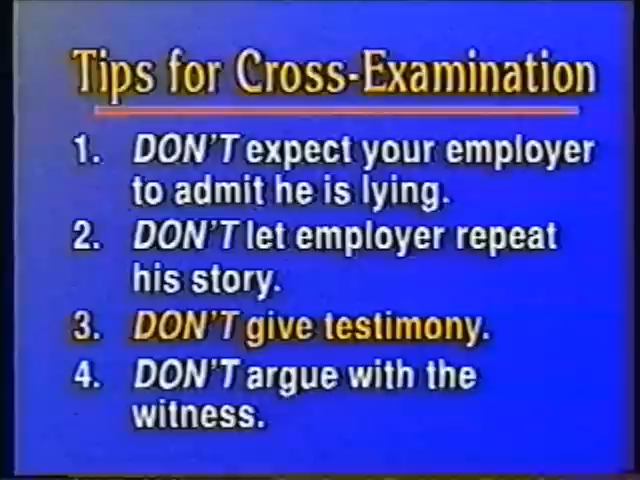 Tips for Cross-Examination
1. DON'T expect your employer
to admit he is lying.
2. DON'T let employer repeat
his story.
3. DON'T give testimony.
4. DON'T argue with the
witness.